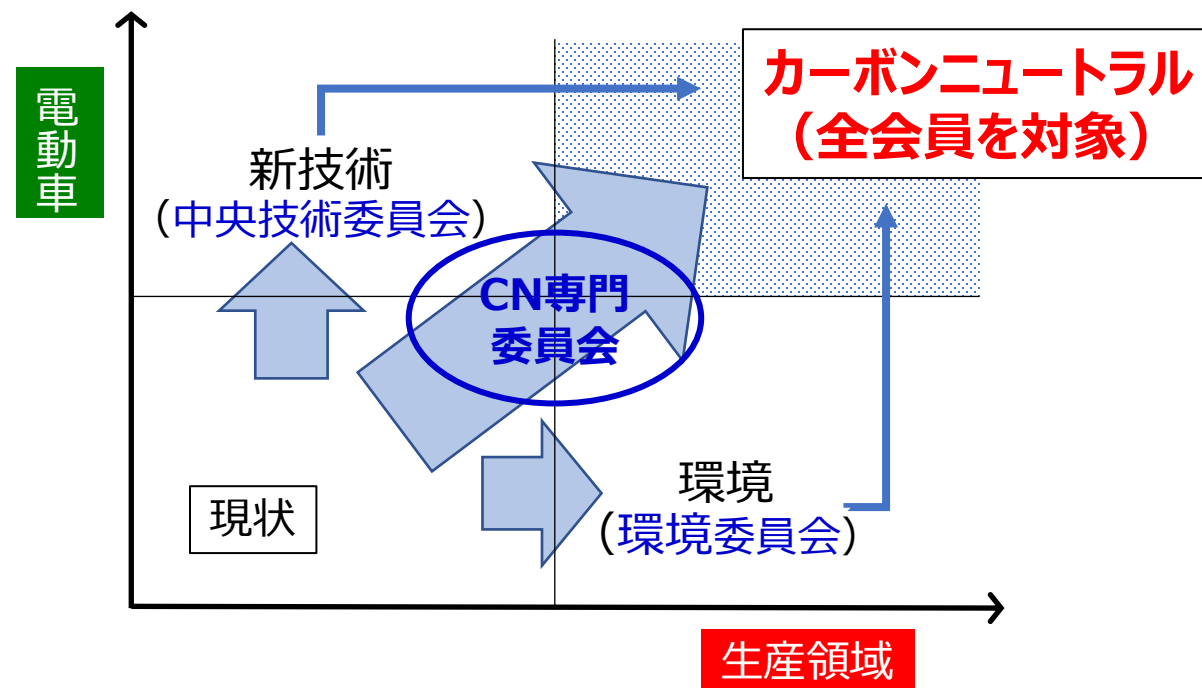 電動車
カーボンニュートラル
（全会員を対象）
新技術
（中央技術委員会）
CN専門
委員会
現状
環境
（環境委員会）
生産領域